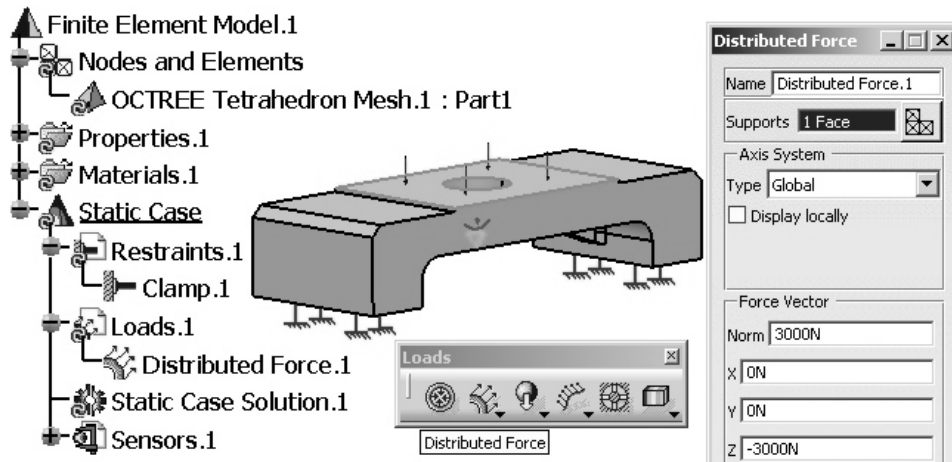 Finite Element Model.1
Nodes and Elements
OCTREE Tetrahedron Mesh.1 : Part1
Properties.1
Materials.1
Static Case
Restraints.1
Clamp.1
Loads.1
Distributed Force.1
Static Case Solution.1
Sensors.1
Loads
Distributed Force
Distributed Force
Name Distributed Force.1
Supports 1 Face
Axis System
Type Global
Display locally
Force Vector
Norm 3000N
X 0N
Y 0N
Z -3000N